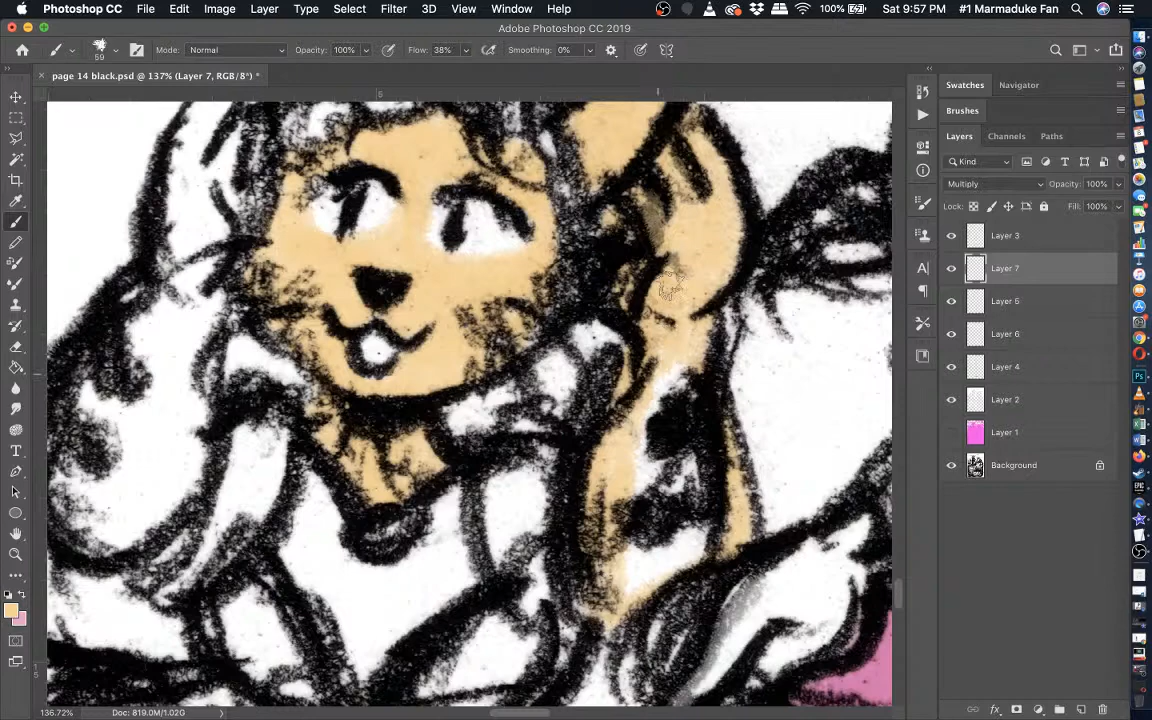 Photoshop CC File Edit Image Layer Type Select Filter 3D View Window Help 100% Sat 9:57 PM #1 Marmaduke Fan
Adobe Photoshop CC 2019
59 Mode: Normal Opacity: 100% Flow: 38% Smoothing: 0%
× page 14 black.psd @ 137% (Layer 7, RGB/8*) *
Swatches Navigator
5
Brushes
Layers Channels Paths
Kind
Multiply Opacity: 100%
Lock: Fill: 100%
Layer 3
Layer 7
Layer 5
Layer 6
Layer 4
Layer 2
Layer 1
Background
136.72% Doc: 819.0M/1.02G